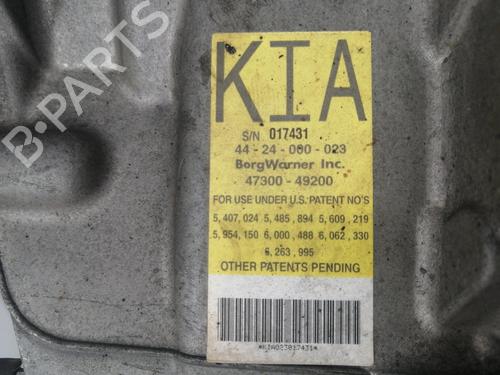 B-PARTS
KIA
S/N 017431
44-24-000-023
BorgWarner Inc.
47300-49200
FOR USE UNDER U.S. PATENT NO'S
5,407,024 5,485,894 5,609,219
5,954,150 6,000,488 6,062,330
6,263,995
OTHER PATENTS PENDING
*KIA023017431*